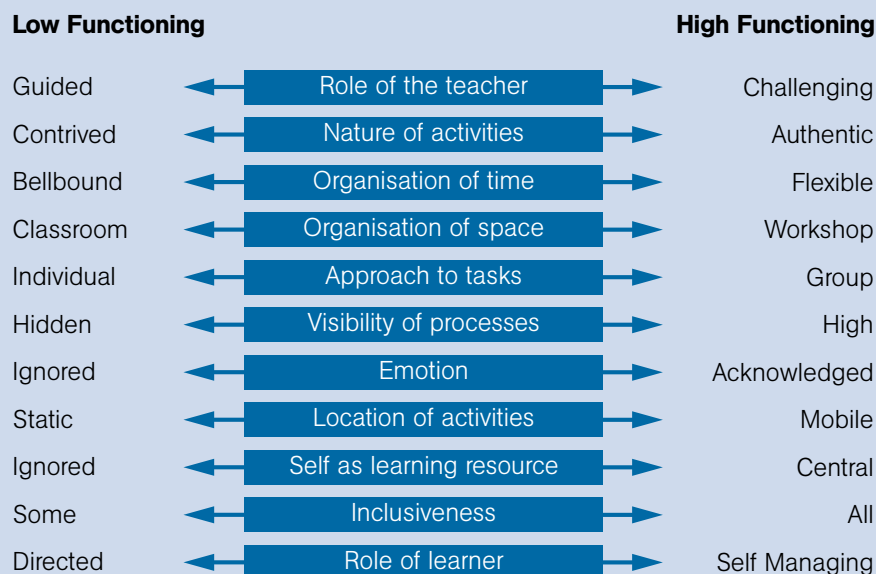 Low Functioning High Functioning
Guided Role of the teacher Challenging
Contrived Nature of activities Authentic
Bellbound Organisation of time Flexible
Classroom Organisation of space Workshop
Individual Approach to tasks Group
Hidden Visibility of processes High
Ignored Emotion Acknowledged
Static Location of activities Mobile
Ignored Self as learning resource Central
Some Inclusiveness All
Directed Role of learner Self Managing